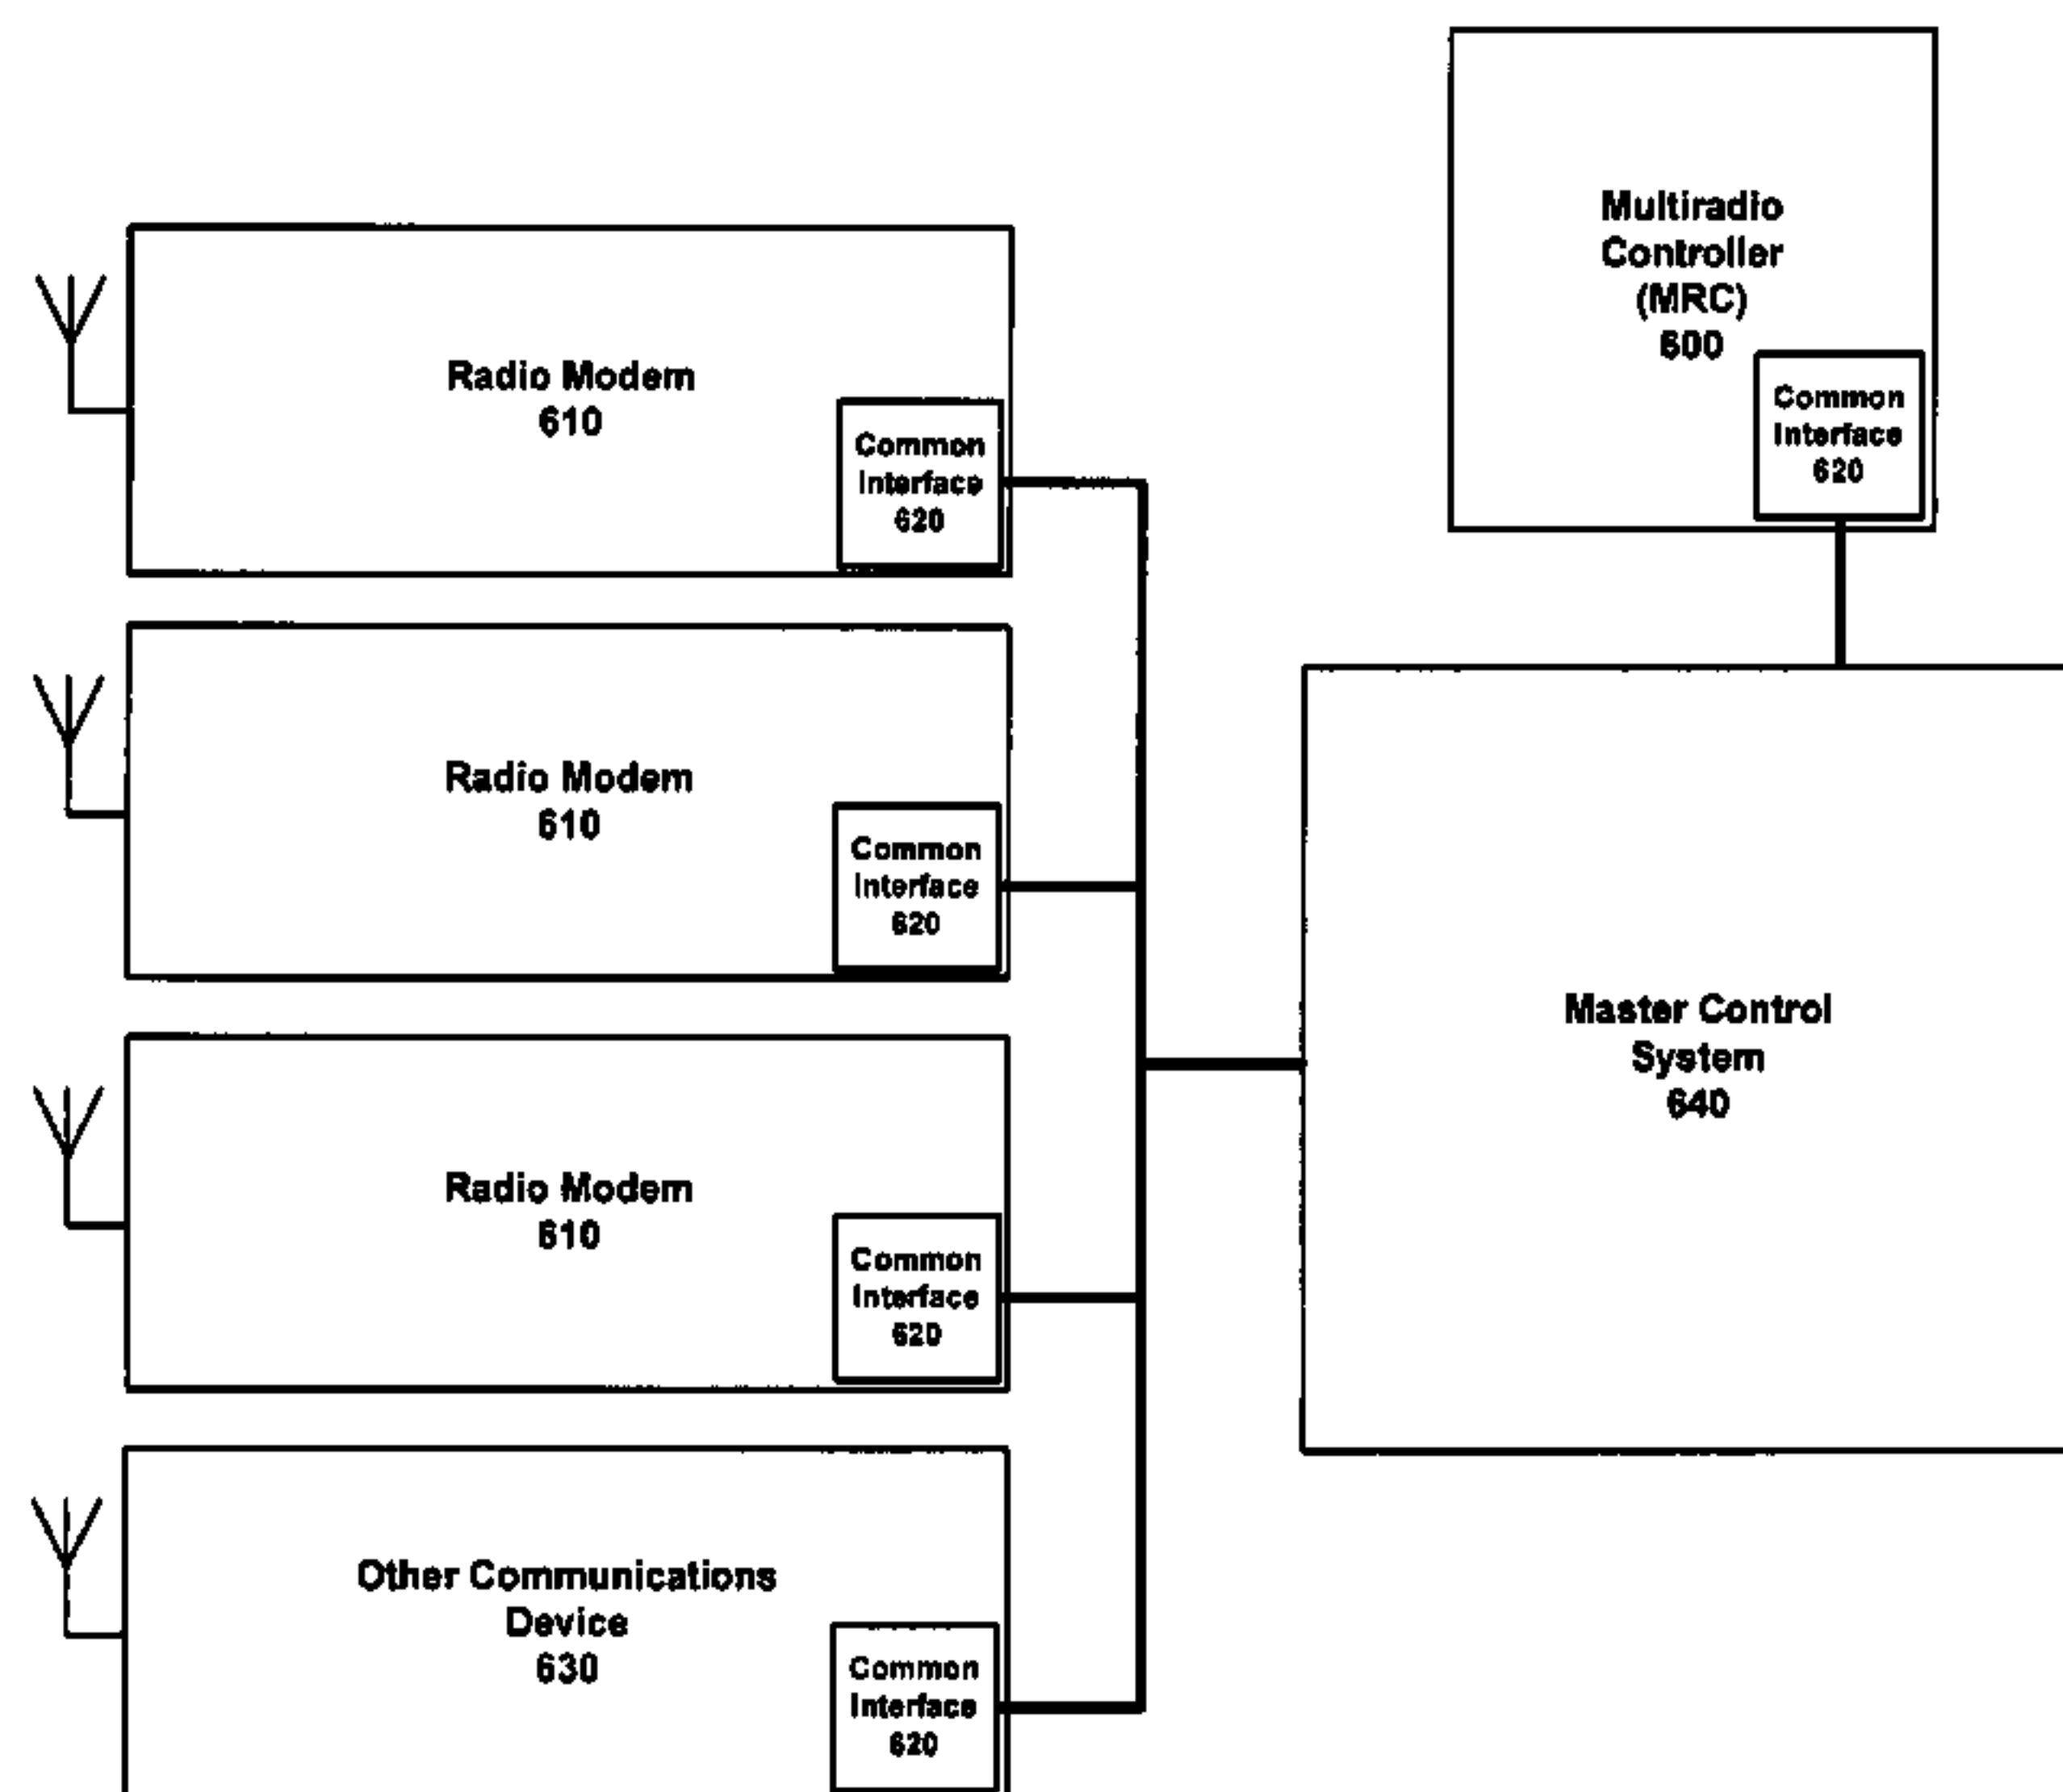 Multiradio
Controller
(MRC)
600
Common
Interface
620
Radio Modem
610
Common
Interface
620
Radio Modem
610
Common
Interface
620
Master Control
System
640
Radio Modem
610
Common
Interface
620
Other Communications
Device
630
Common
Interface
620